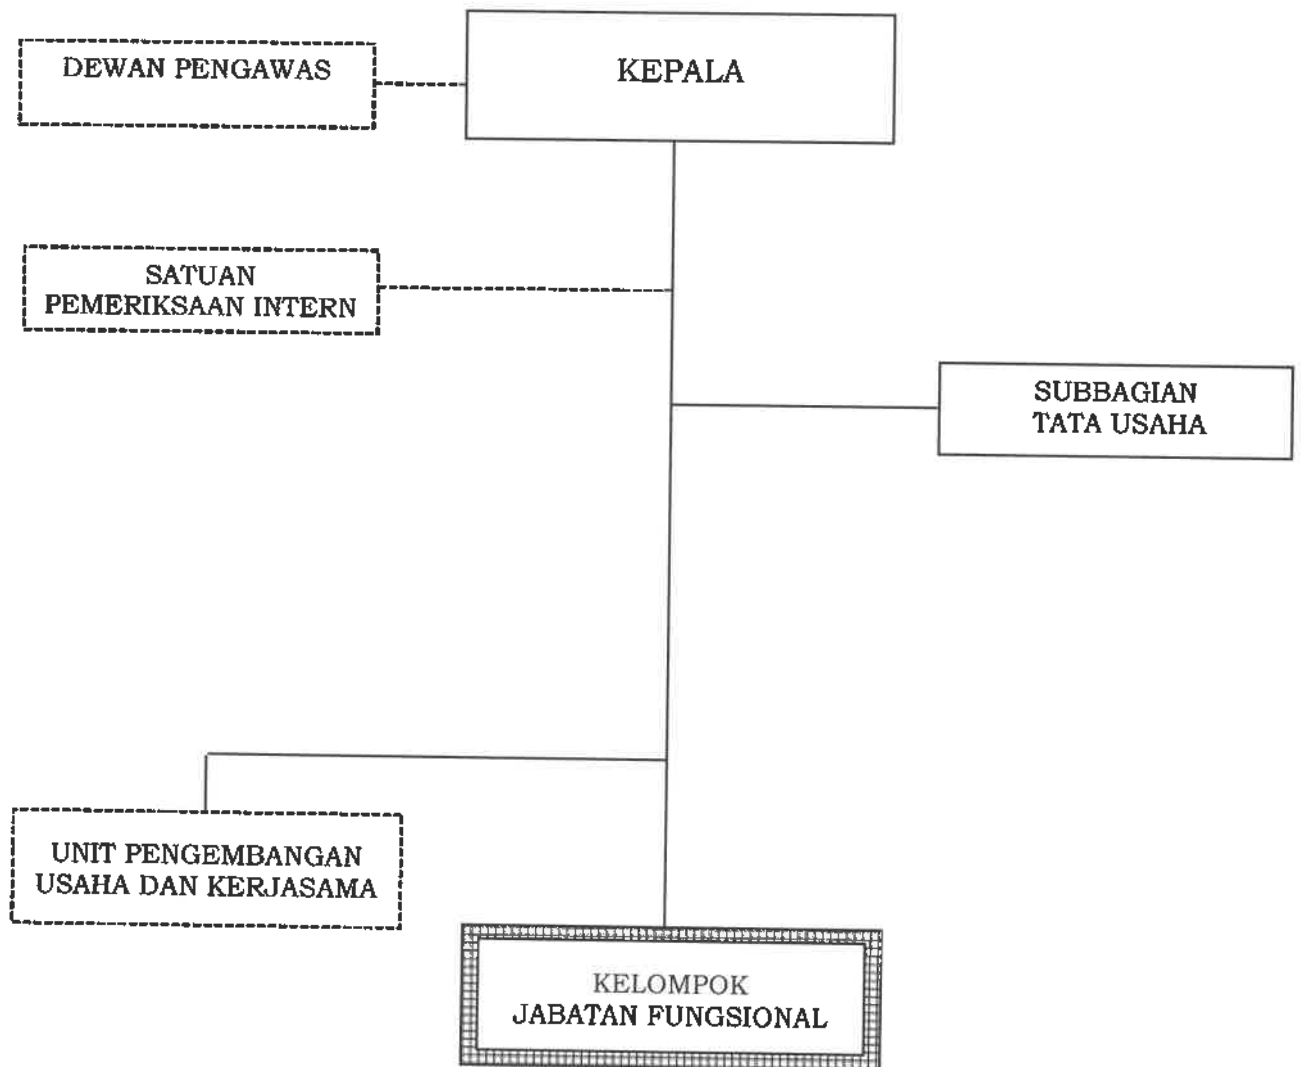 DEWAN PENGAWAS
KEPALA
SATUAN
PEMERIKSAAN INTERN
SUBBAGIAN
TATA USAHA
UNIT PENGEMBANGAN
USAHA DAN KERJASAMA
KELOMPOK
JABATAN FUNGSIONAL